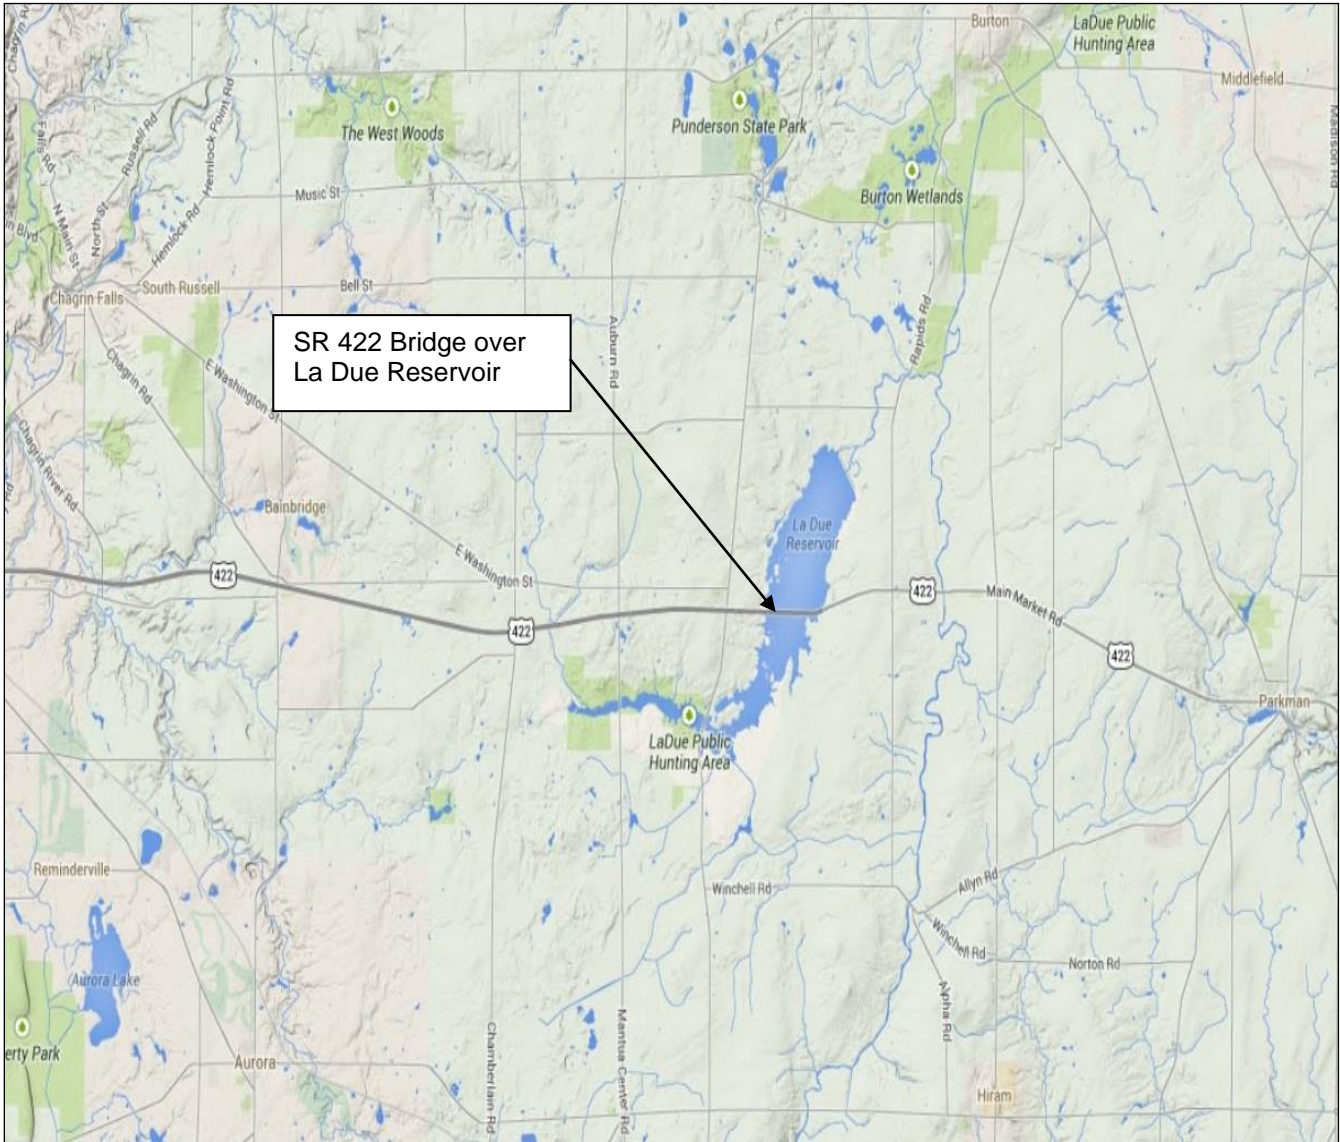 Burton
LaDue Public
Hunting Area
Middlefield
Chagrin Ri
The West Woods
Punderson State Park
Burton Wetlands
Falls Rd
Russell Rd
Hemlock Point Rd
Music St
N Main St
North St
Hemlock Rd
Chagrin Falls
South Russell
Bell St
SR 422 Bridge over
La Due Reservoir
Auburn Rd
Rapids Rd
Chagrin Rd
E Washington St
Chagrin River Rd
Bainbridge
La Due
Reservoir
E Washington St
422
422
422
Main Market Rd
422
Parkman
LaDue Public
Hunting Area
Reminderville
Winchell Rd
Allyn Rd
Winchell Rd
Norton Rd
Aurora Lake
Alpha Rd
erty Park
Aurora
Chamberlain Rd
Mantua Center Rd
Hiram